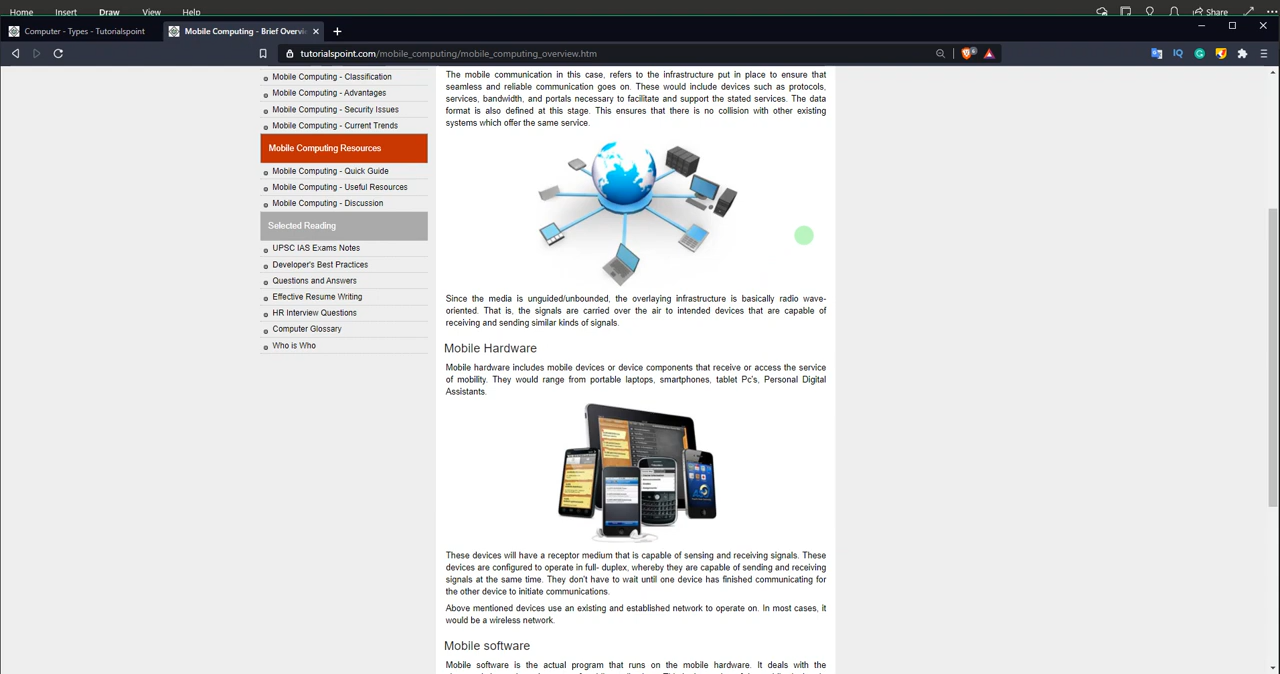 Home Insert Draw View Help Share
Computer - Types - Tutorialspoint
Mobile Computing - Brief Overvi
tutorialspoint.com/mobile_computing/mobile_computing_overview.htm
Mobile Computing - Classification
Mobile Computing - Advantages
Mobile Computing - Security Issues
Mobile Computing - Current Trends
Mobile Computing Resources
Mobile Computing - Quick Guide
Mobile Computing - Useful Resources
Mobile Computing - Discussion
Selected Reading
UPSC IAS Exams Notes
Developer's Best Practices
Questions and Answers
Effective Resume Writing
HR Interview Questions
Computer Glossary
Who is Who
The mobile communication in this case, refers to the infrastructure put in place to ensure that
seamless and reliable communication goes on. These would include devices such as protocols,
services, bandwidth, and portals necessary to facilitate and support the stated services. The data
format is also defined at this stage. This ensures that there is no collision with other existing
systems which offer the same service.
Since the media is unguided/unbounded, the overlaying infrastructure is basically radio wave-
oriented. That is, the signals are carried over the air to intended devices that are capable of
receiving and sending similar kinds of signals.
Mobile Hardware
Mobile hardware includes mobile devices or device components that receive or access the service
of mobility. They would range from portable laptops, smartphones, tablet Pc's, Personal Digital
Assistants.
These devices will have a receptor medium that is capable of sensing and receiving signals. These
devices are configured to operate in full- duplex, whereby they are capable of sending and receiving
signals at the same time. They don't have to wait until one device has finished communicating for
the other device to initiate communications.
Above mentioned devices use an existing and established network to operate on. In most cases, it
would be a wireless network.
Mobile software
Mobile software is the actual program that runs on the mobile hardware. It deals with the